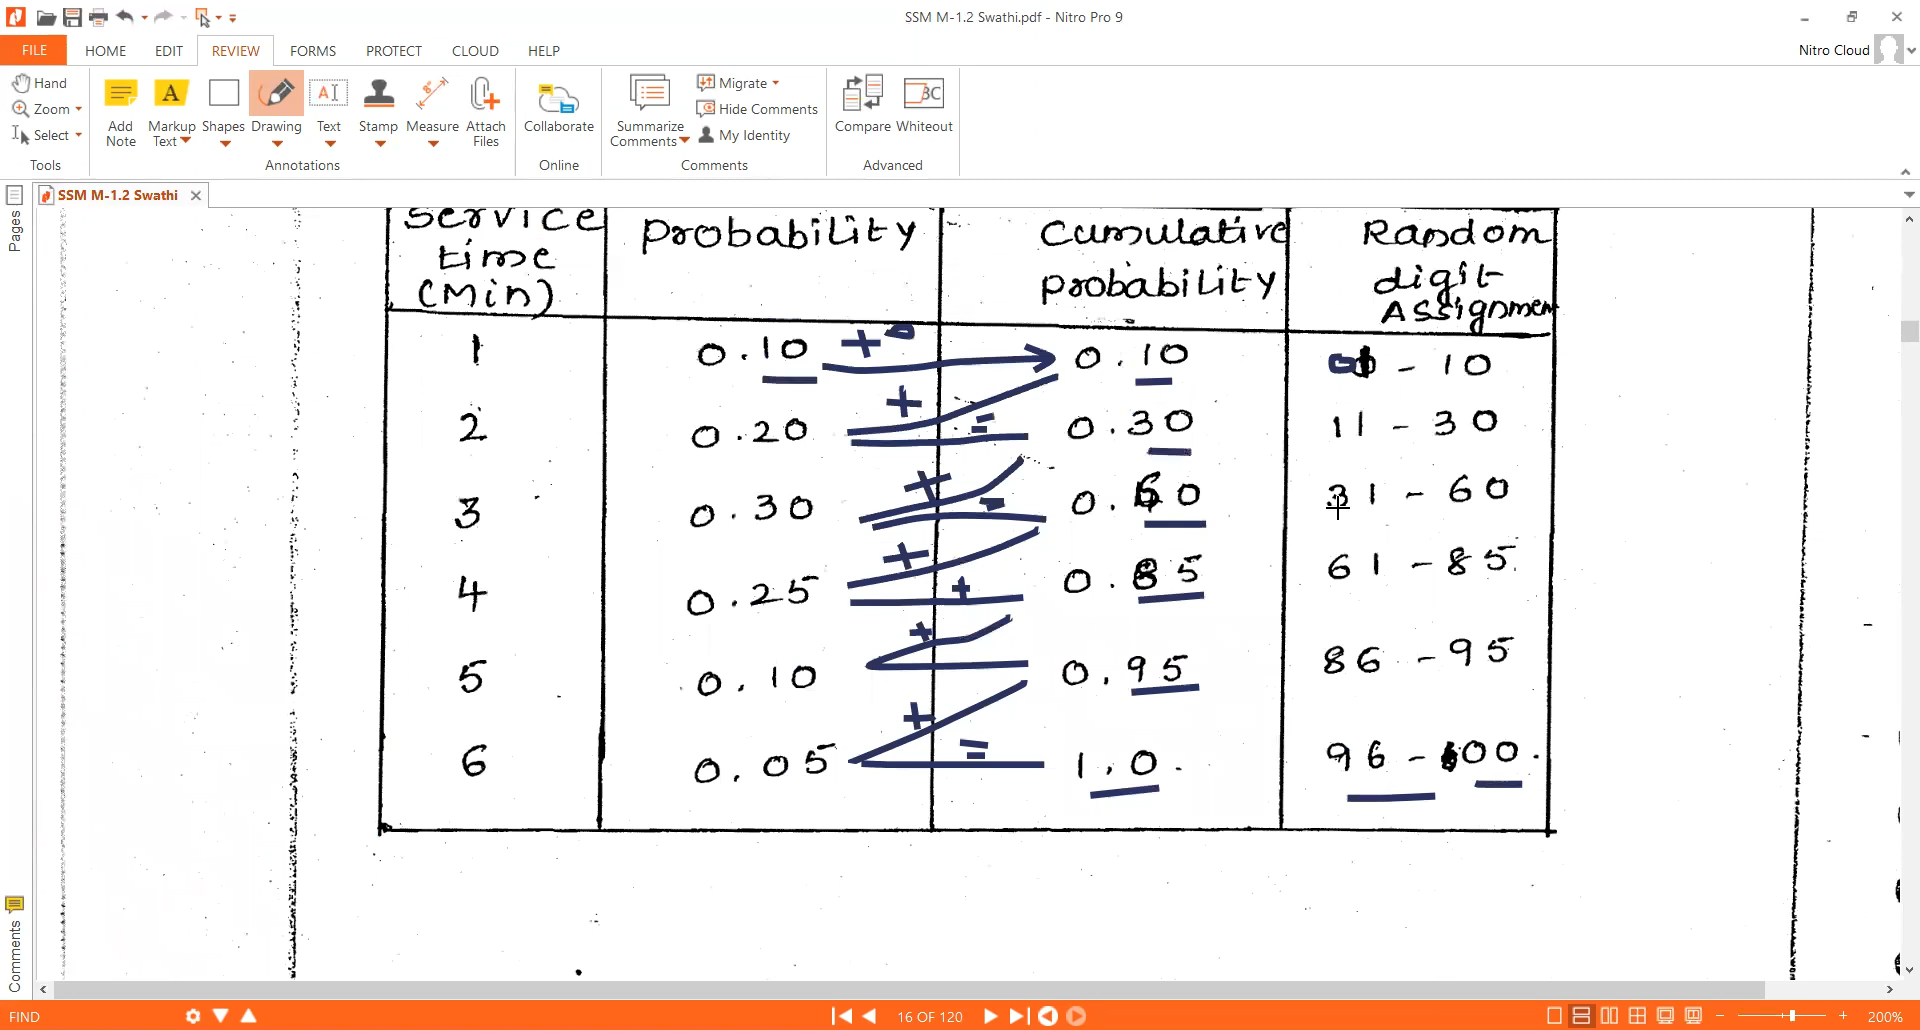 SSM M-1.2 Swathi.pdf - Nitro Pro 9
FILE HOME EDIT REVIEW FORMS PROTECT CLOUD HELP
Nitro Cloud
Hand
Zoom
Select
Tools
Add Note
Markup Text
Shapes
Drawing
Text
Stamp
Measure
Attach Files
Annotations
Collaborate
Online
Summarize Comments
Migrate
Hide Comments
My Identity
Comments
Compare
Whiteout
Advanced
SSM M-1.2 Swathi
Pages
Service time (Min) Probability Cumulative Probability Random digit Assignment
1 0.10 + 0 0.10 01 - 10
2 0.20 + = 0.30 11 - 30
3 0.30 + = 0.60 31 - 60
4 0.25 + + 0.85 61 - 85
5 0.10 + 0.95 86 - 95
6 0.05 + = 1.0 96 - 00
Comments
FIND
16 OF 120
200%